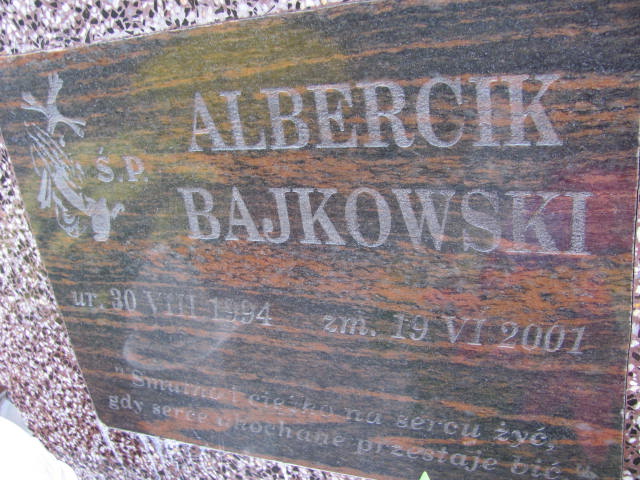 Ś.P. ALBERCIK
BAJKOWSKI
ur. 30 VIII 1994 zm. 19 VI 2001
"Smutno i ciężko na sercu żyć,
gdy serce ukochane przestaje bić."